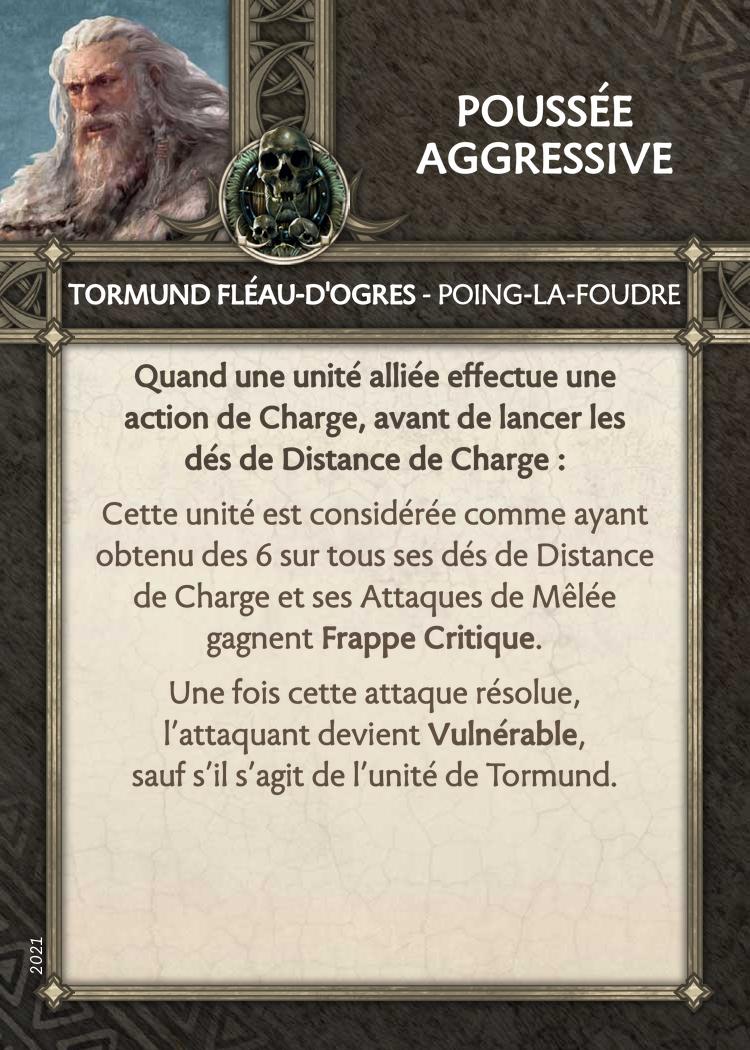 POUSSÉE
AGGRESSIVE
TORMUND FLÉAU-D'OGRES - POING-LA-FOUDRE
Quand une unité alliée effectue une
action de Charge, avant de lancer les
dés de Distance de Charge :
Cette unité est considérée comme ayant
obtenu des 6 sur tous ses dés de Distance
de Charge et ses Attaques de Mêlée
gagnent Frappe Critique.
Une fois cette attaque résolue,
l'attaquant devient Vulnérable,
sauf s'il s'agit de l'unité de Tormund.
2021